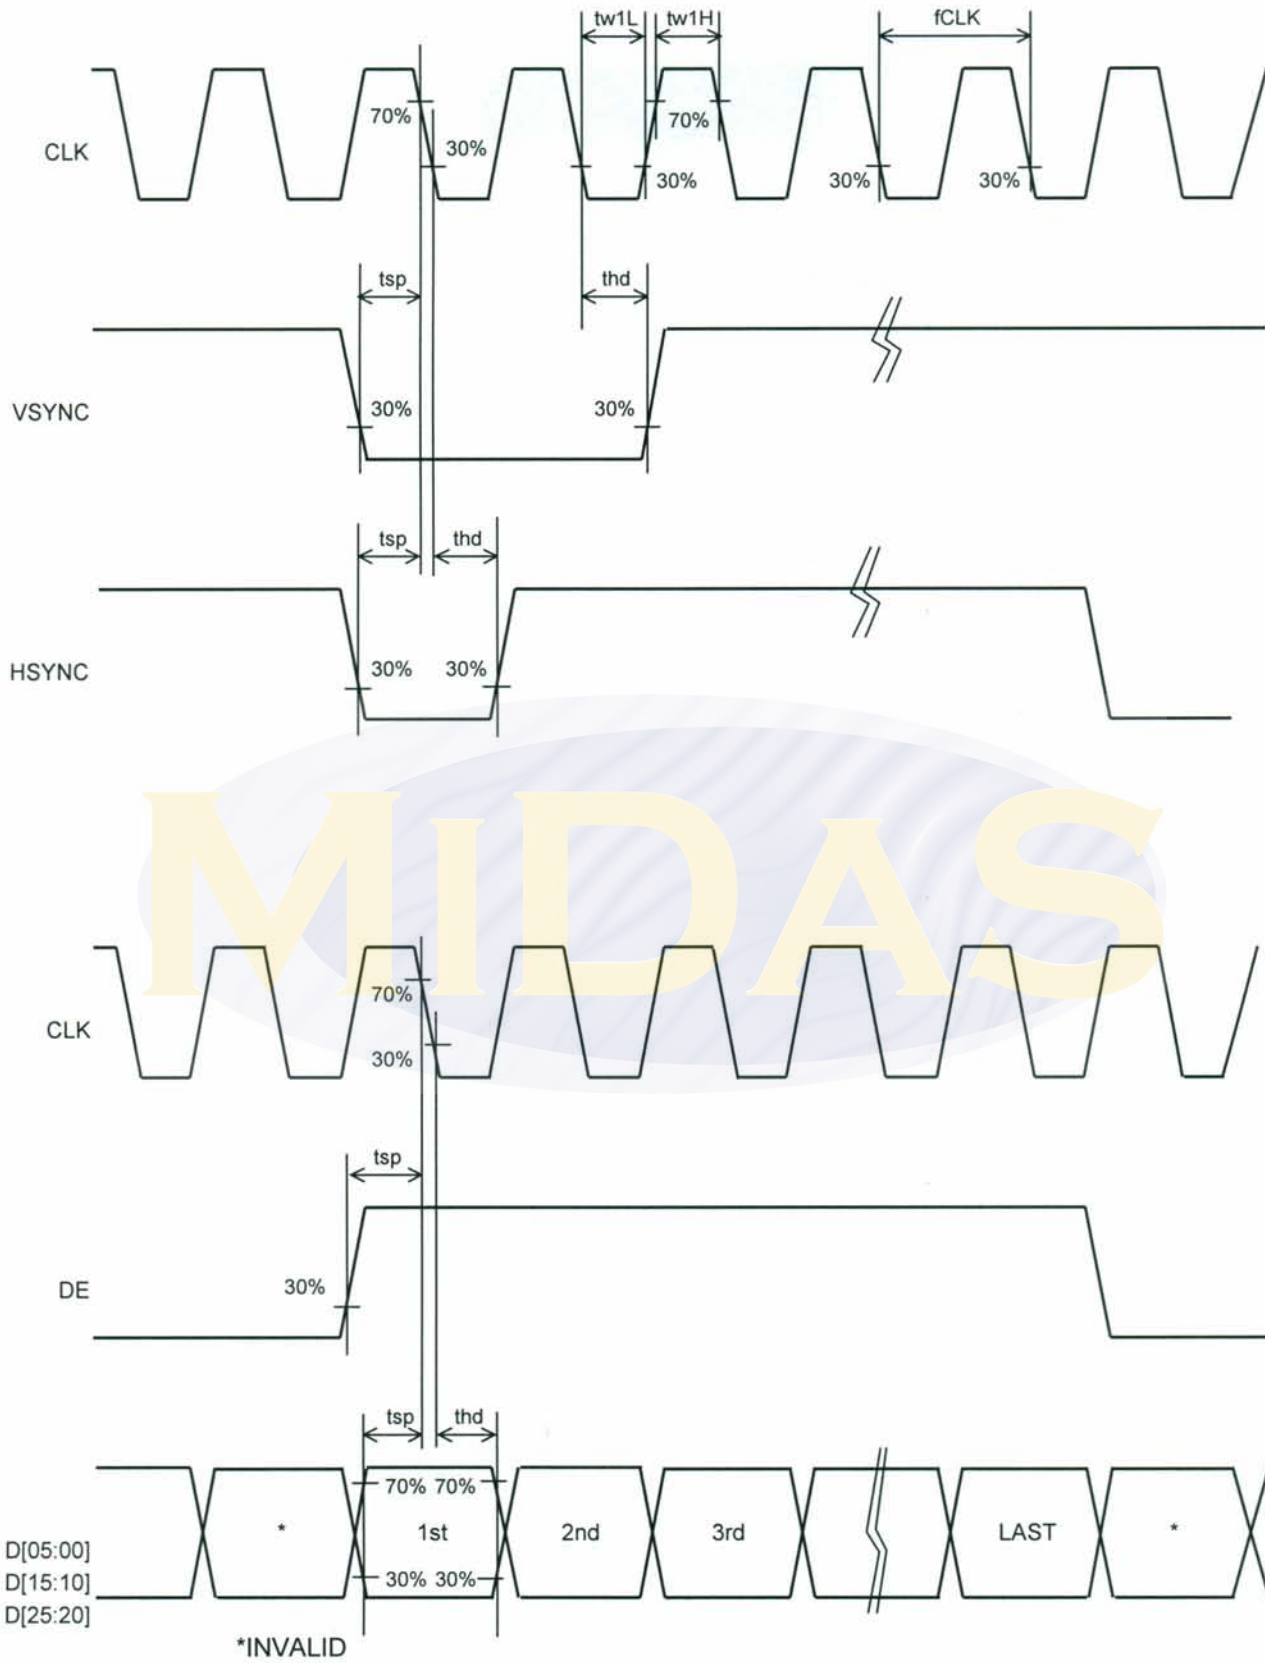 tw1L tw1H fCLK
70%
30%
70%
CLK
30%
30%
30%
tsp thd
VSYNC
30%
30%
tsp thd
HSYNC
30%
30%
MIDAS
70%
CLK
30%
tsp
DE
30%
tsp thd
70% 70%
* 1st 2nd 3rd LAST *
D[05:00]
D[15:10]
30% 30%
D[25:20]
*INVALID